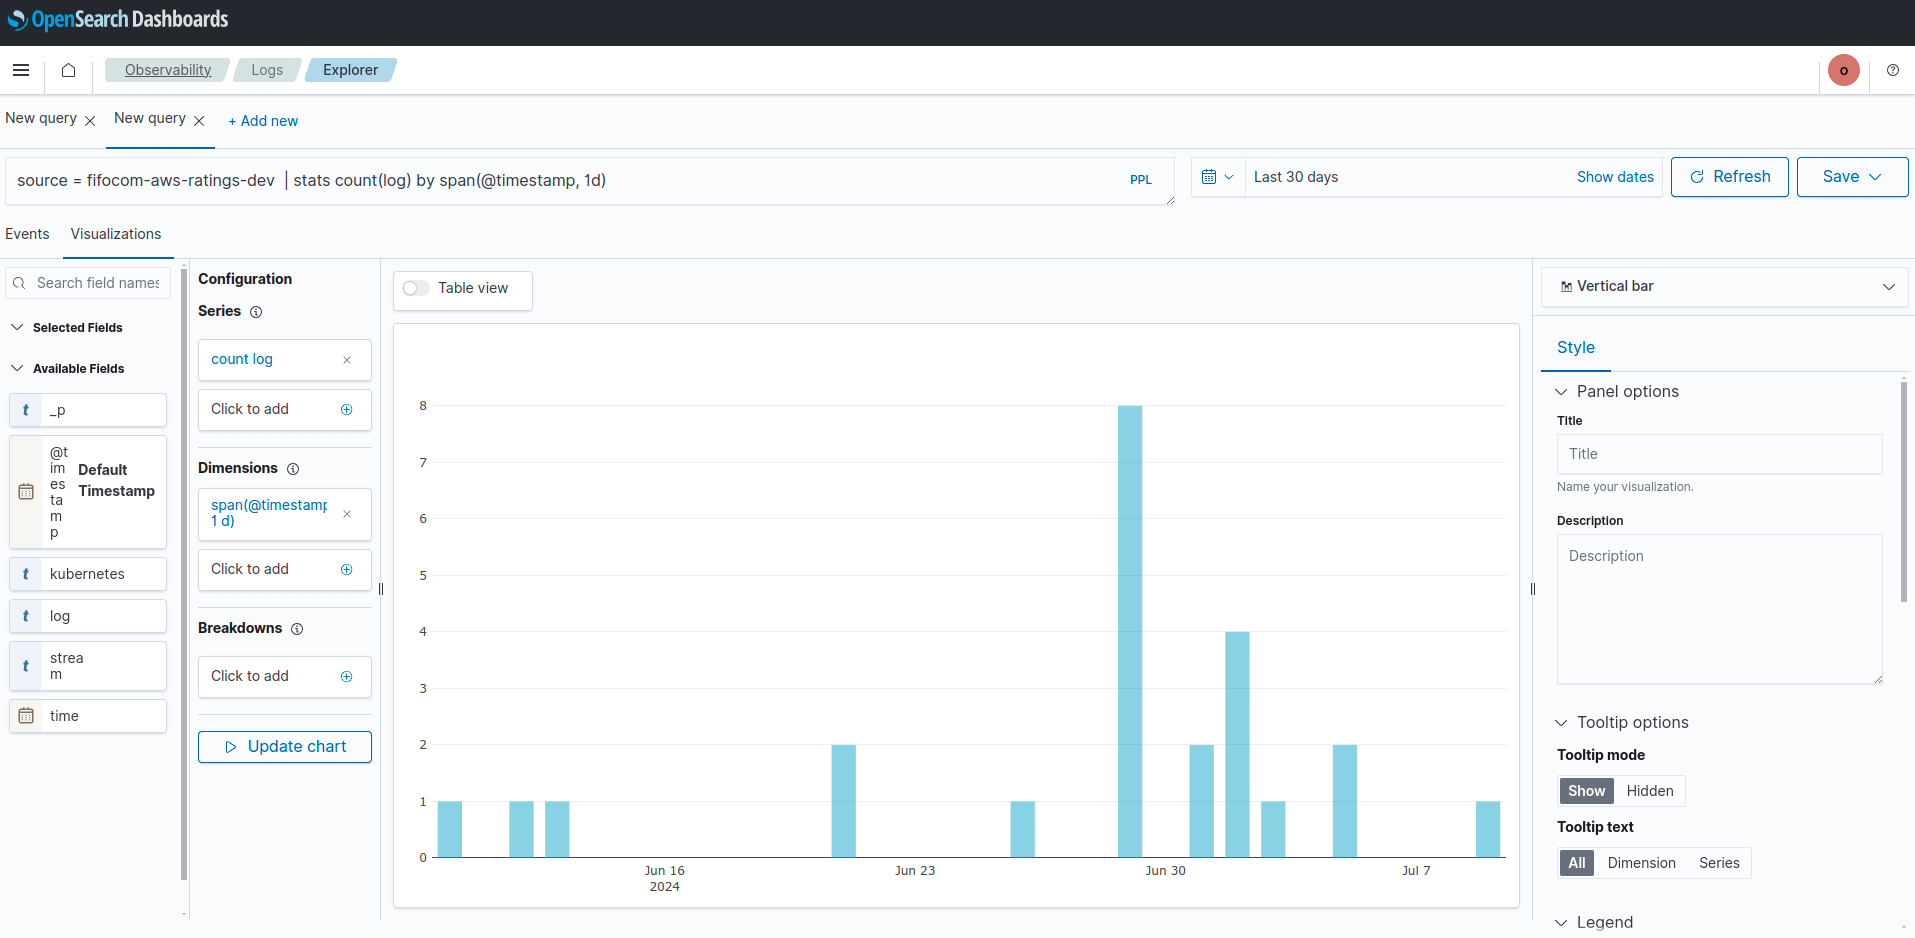 OpenSearch Dashboards
Observability
Logs
Explorer
o
New query
New query
+ Add new
source = fifocom-aws-ratings-dev | stats count(log) by span(@timestamp, 1d)
PPL
Last 30 days
Show dates
Refresh
Save
Events
Visualizations
Search field names
Selected Fields
Available Fields
_p
@t
im
es
ta
m
p
Default
Timestamp
kubernetes
log
strea
m
time
Configuration
Series
count log
Click to add
Dimensions
span(@timestamp
1 d)
Click to add
Breakdowns
Click to add
Update chart
Table view
8
7
6
5
4
3
2
1
0
Jun 16
2024
Jun 23
Jun 30
Jul 7
Vertical bar
Style
Panel options
Title
Title
Name your visualization.
Description
Description
Tooltip options
Tooltip mode
Show
Hidden
Tooltip text
All
Dimension
Series
Legend